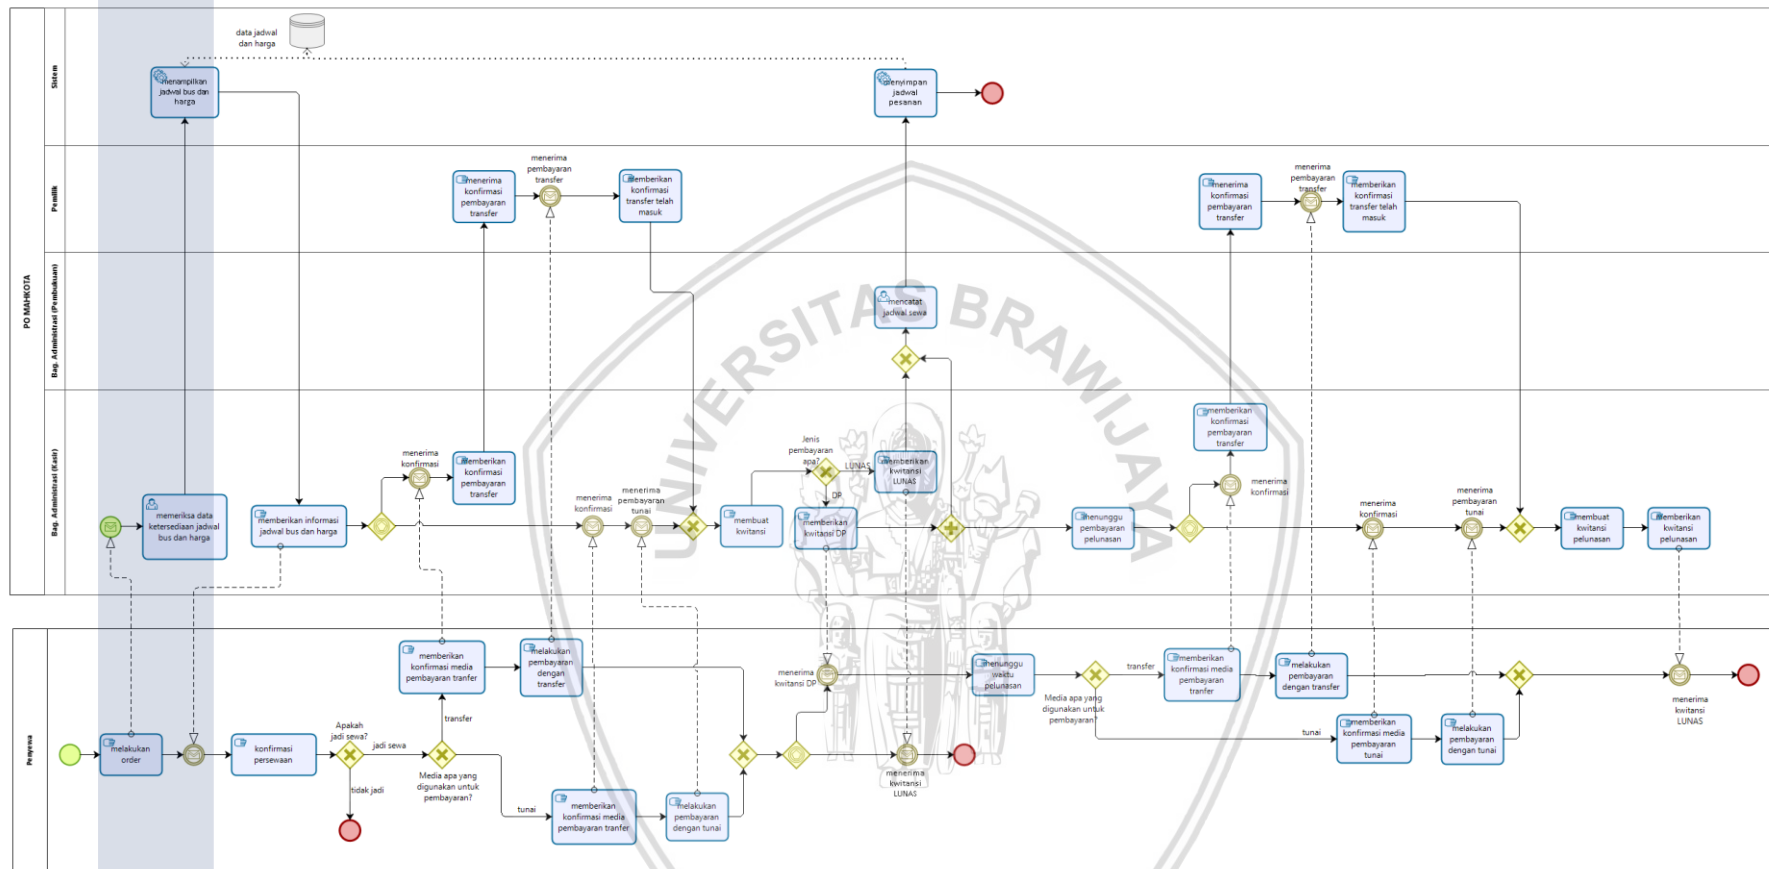 data jadwal
dan harga
Sistem
menampilkan
jadwal bus dan
harga
menyimpan
jadwal
pesanan
PO MAHKOTA
Pemilik
menerima
konfirmasi
pembayaran
transfer
menerima
pembayaran
transfer
memberikan
konfirmasi
transfer telah
masuk
menerima
konfirmasi
pembayaran
transfer
menerima
pembayaran
transfer
memberikan
konfirmasi
transfer telah
masuk
Bag. Administrasi (Pembukuan)
mencatat
jadwal sewa
UNIVERSITAS BRAWIJAYA
Bag. Administrasi (Kasir)
memeriksa data
ketersediaan jadwal
bus dan harga
memberikan informasi
jadwal bus dan harga
menerima
konfirmasi
memberikan
konfirmasi
pembayaran
transfer
menerima
konfirmasi
menerima
pembayaran
tunai
membuat
kwitansi
Jenis
pembayaran
apa?
LUNAS
DP
memberikan
kwitansi
LUNAS
memberikan
kwitansi DP
menunggu
pembayaran
pelunasan
memberikan
konfirmasi
pembayaran
transfer
menerima
konfirmasi
menerima
konfirmasi
menerima
pembayaran
tunai
membuat
kwitansi
pelunasan
memberikan
kwitansi
pelunasan
Penyewa
melakukan
order
konfirmasi
persewaan
Apakah
jadi sewa?
jadi sewa
tidak jadi
memberikan
konfirmasi media
pembayaran tranfer
transfer
Media apa yang
digunakan untuk
pembayaran?
tunai
melakukan
pembayaran
dengan
transfer
memberikan
konfirmasi media
pembayaran tranfer
melakukan
pembayaran
dengan tunai
menerima
kwitansi DP
menerima
kwitansi
LUNAS
menunggu
waktu
pelunasan
Media apa yang
digunakan untuk
pembayaran?
transfer
tunai
memberikan
konfirmasi media
pembayaran
tranfer
melakukan
pembayaran
dengan transfer
memberikan
konfirmasi media
pembayaran
tunai
melakukan
pembayaran
dengan tunai
menerima
kwitansi
LUNAS